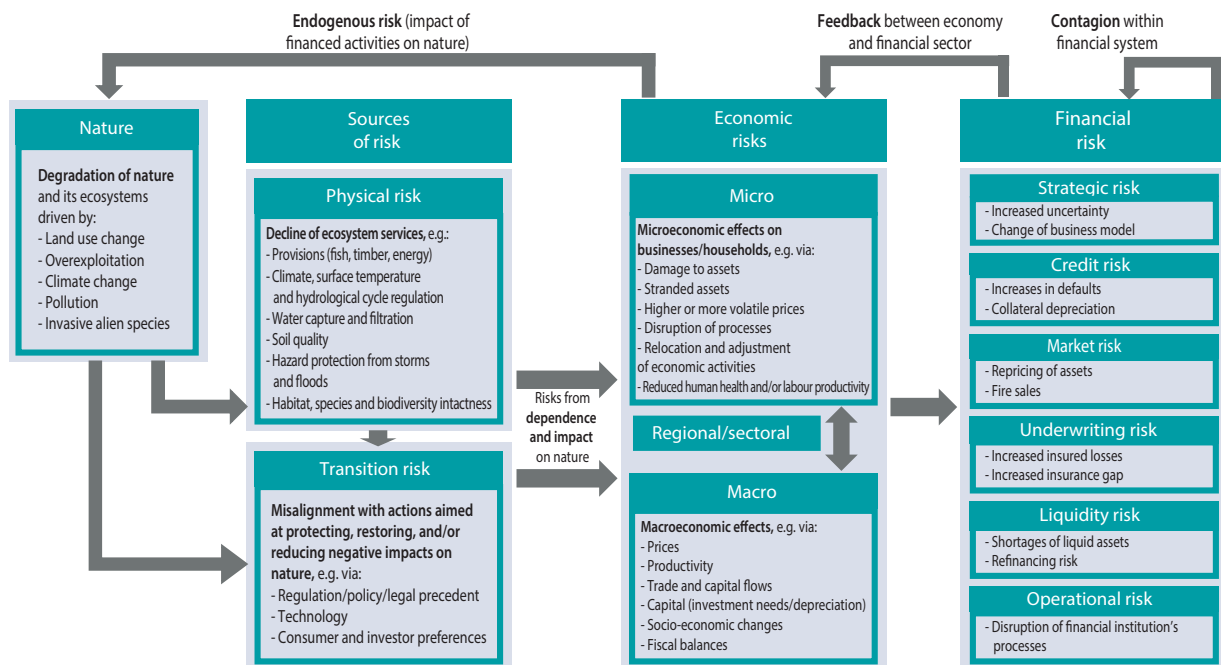 Endogenous risk (impact of
financed activities on nature)
Feedback between economy
and financial sector
Contagion within
financial system
Nature
Degradation of nature
and its ecosystems
driven by:
- Land use change
- Overexploitation
- Climate change
- Pollution
- Invasive alien species
Sources
of risk
Physical risk
Decline of ecosystem services, e.g.:
- Provisions (fish, timber, energy)
- Climate, surface temperature
and hydrological cycle regulation
- Water capture and filtration
- Soil quality
- Hazard protection from storms
and floods
- Habitat, species and biodiversity intactness
Transition risk
Misalignment with actions aimed
at protecting, restoring, and/or
reducing negative impacts on
nature, e.g. via:
- Regulation/policy/legal precedent
- Technology
- Consumer and investor preferences
Risks from
dependence
and impact
on nature
Economic
risks
Micro
Microeconomic effects on
businesses/households, e.g. via:
- Damage to assets
- Stranded assets
- Higher or more volatile prices
- Disruption of processes
- Relocation and adjustment
of economic activities
- Reduced human health and/or labour productivity
Regional/sectoral
Macro
Macroeconomic effects, e.g. via:
- Prices
- Productivity
- Trade and capital flows
- Capital (investment needs/depreciation)
- Socio-economic changes
- Fiscal balances
Financial
risk
Strategic risk
- Increased uncertainty
- Change of business model
Credit risk
- Increases in defaults
- Collateral depreciation
Market risk
- Repricing of assets
- Fire sales
Underwriting risk
- Increased insured losses
- Increased insurance gap
Liquidity risk
- Shortages of liquid assets
- Refinancing risk
Operational risk
- Disruption of financial institution's
processes